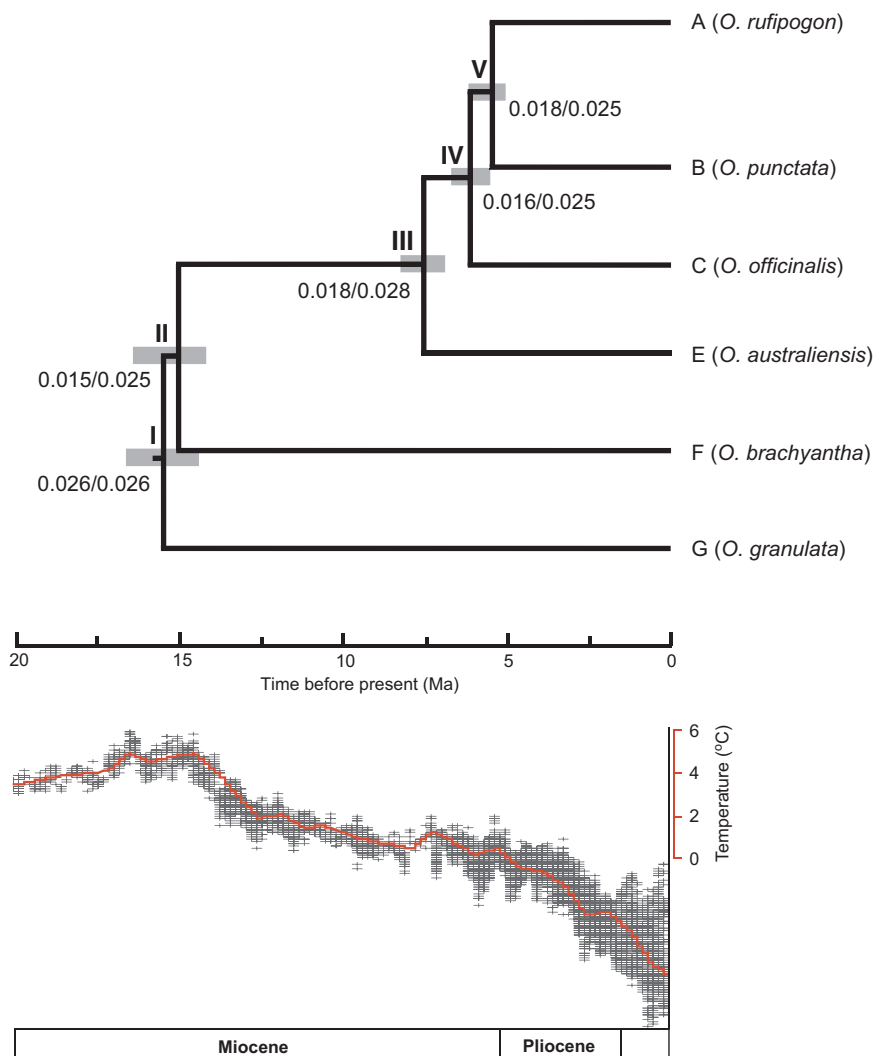 A (O. rufipogon)
V
0.018/0.025
IV
B (O. punctata)
0.016/0.025
III
C (O. officinalis)
0.018/0.028
II
E (O. australiensis)
0.015/0.025
I
F (O. brachyantha)
0.026/0.026
G (O. granulata)
20 15 10 5 0
Time before present (Ma)
6
4
2
0
Temperature (ºC)
Miocene Pliocene